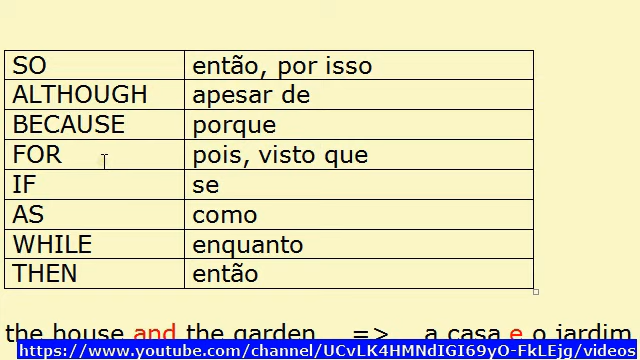 SO então, por isso
ALTHOUGH apesar de
BECAUSE porque
FOR pois, visto que
IF se
AS como
WHILE enquanto
THEN então
the house and the garden => a casa e o jardim
https://www.youtube.com/channel/UCvLK4HMNdIGI69yO-FkLEjg/videos